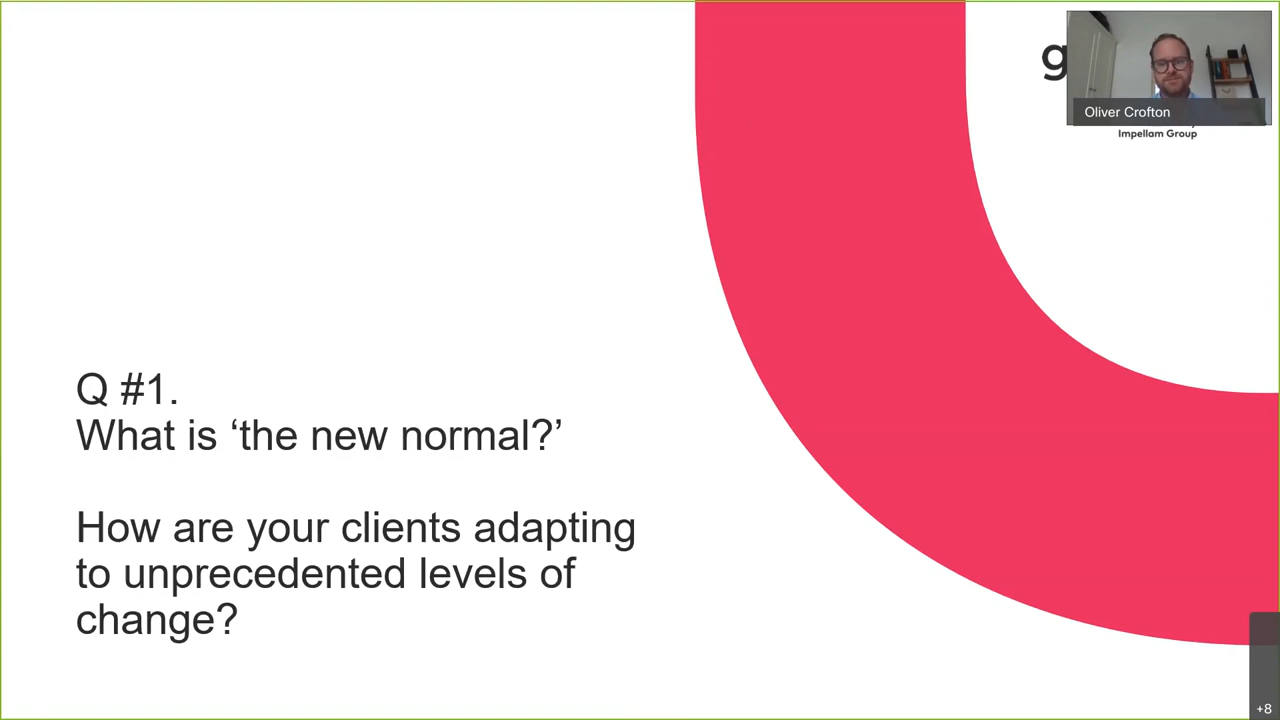 g
Oliver Crofton
Impellam Group
Q #1.
What is ‘the new normal?’
How are your clients adapting
to unprecedented levels of
change?
+8